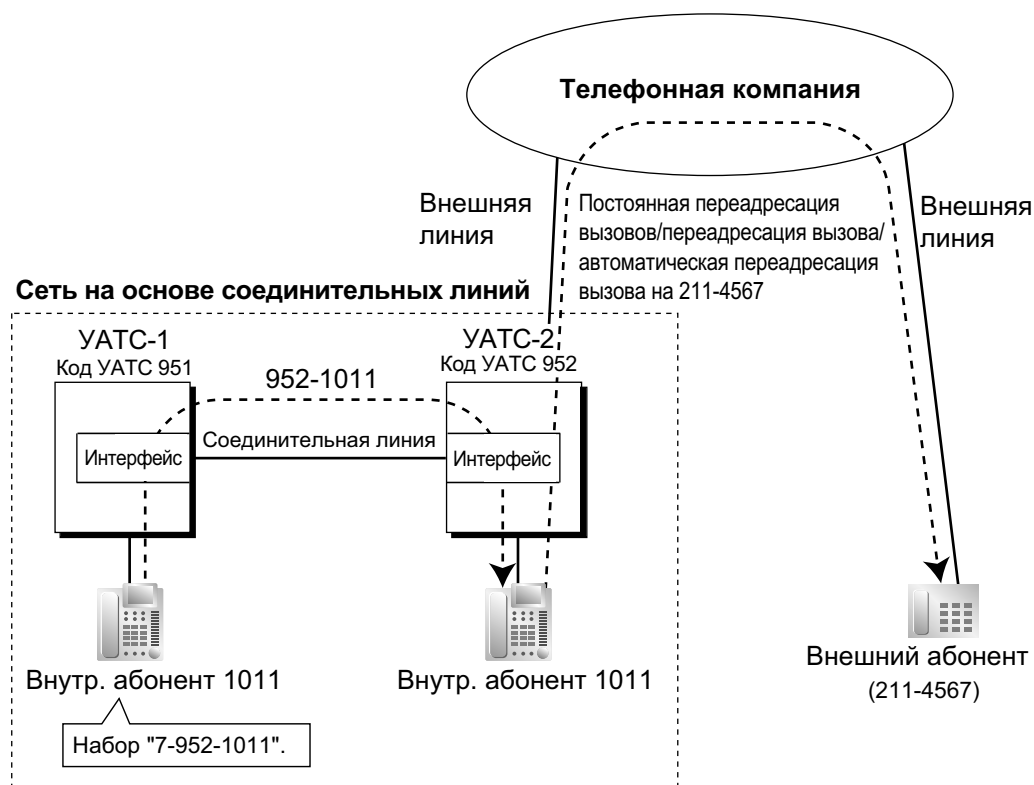 Телефонная компания
Внешняя
линия
Постоянная переадресация
вызовов/переадресация вызова/
автоматическая переадресация
вызова на 211-4567
Внешняя
линия
Сеть на основе соединительных линий
УАТС-1
Код УАТС 951
УАТС-2
Код УАТС 952
952-1011
Соединительная линия
Интерфейс
Интерфейс
Внутр. абонент 1011
Внутр. абонент 1011
Внешний абонент
(211-4567)
Набор "7-952-1011".